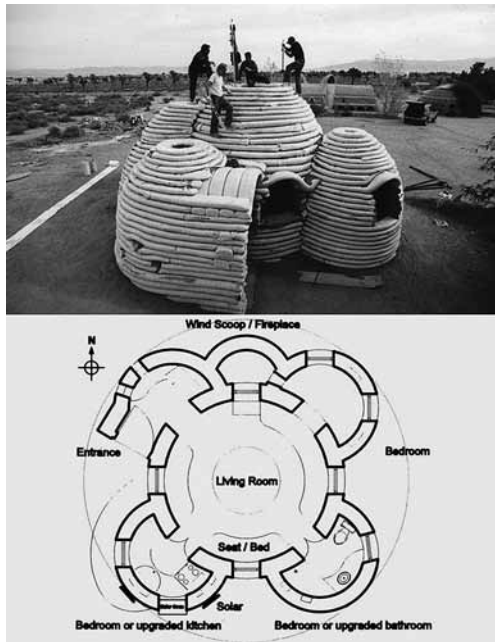 Wind Scoop / Fireplace
N
Entrance
Bedroom
Living Room
Seat / Bed
Solar
Bedroom or upgraded kitchen
Bedroom or upgraded bathroom